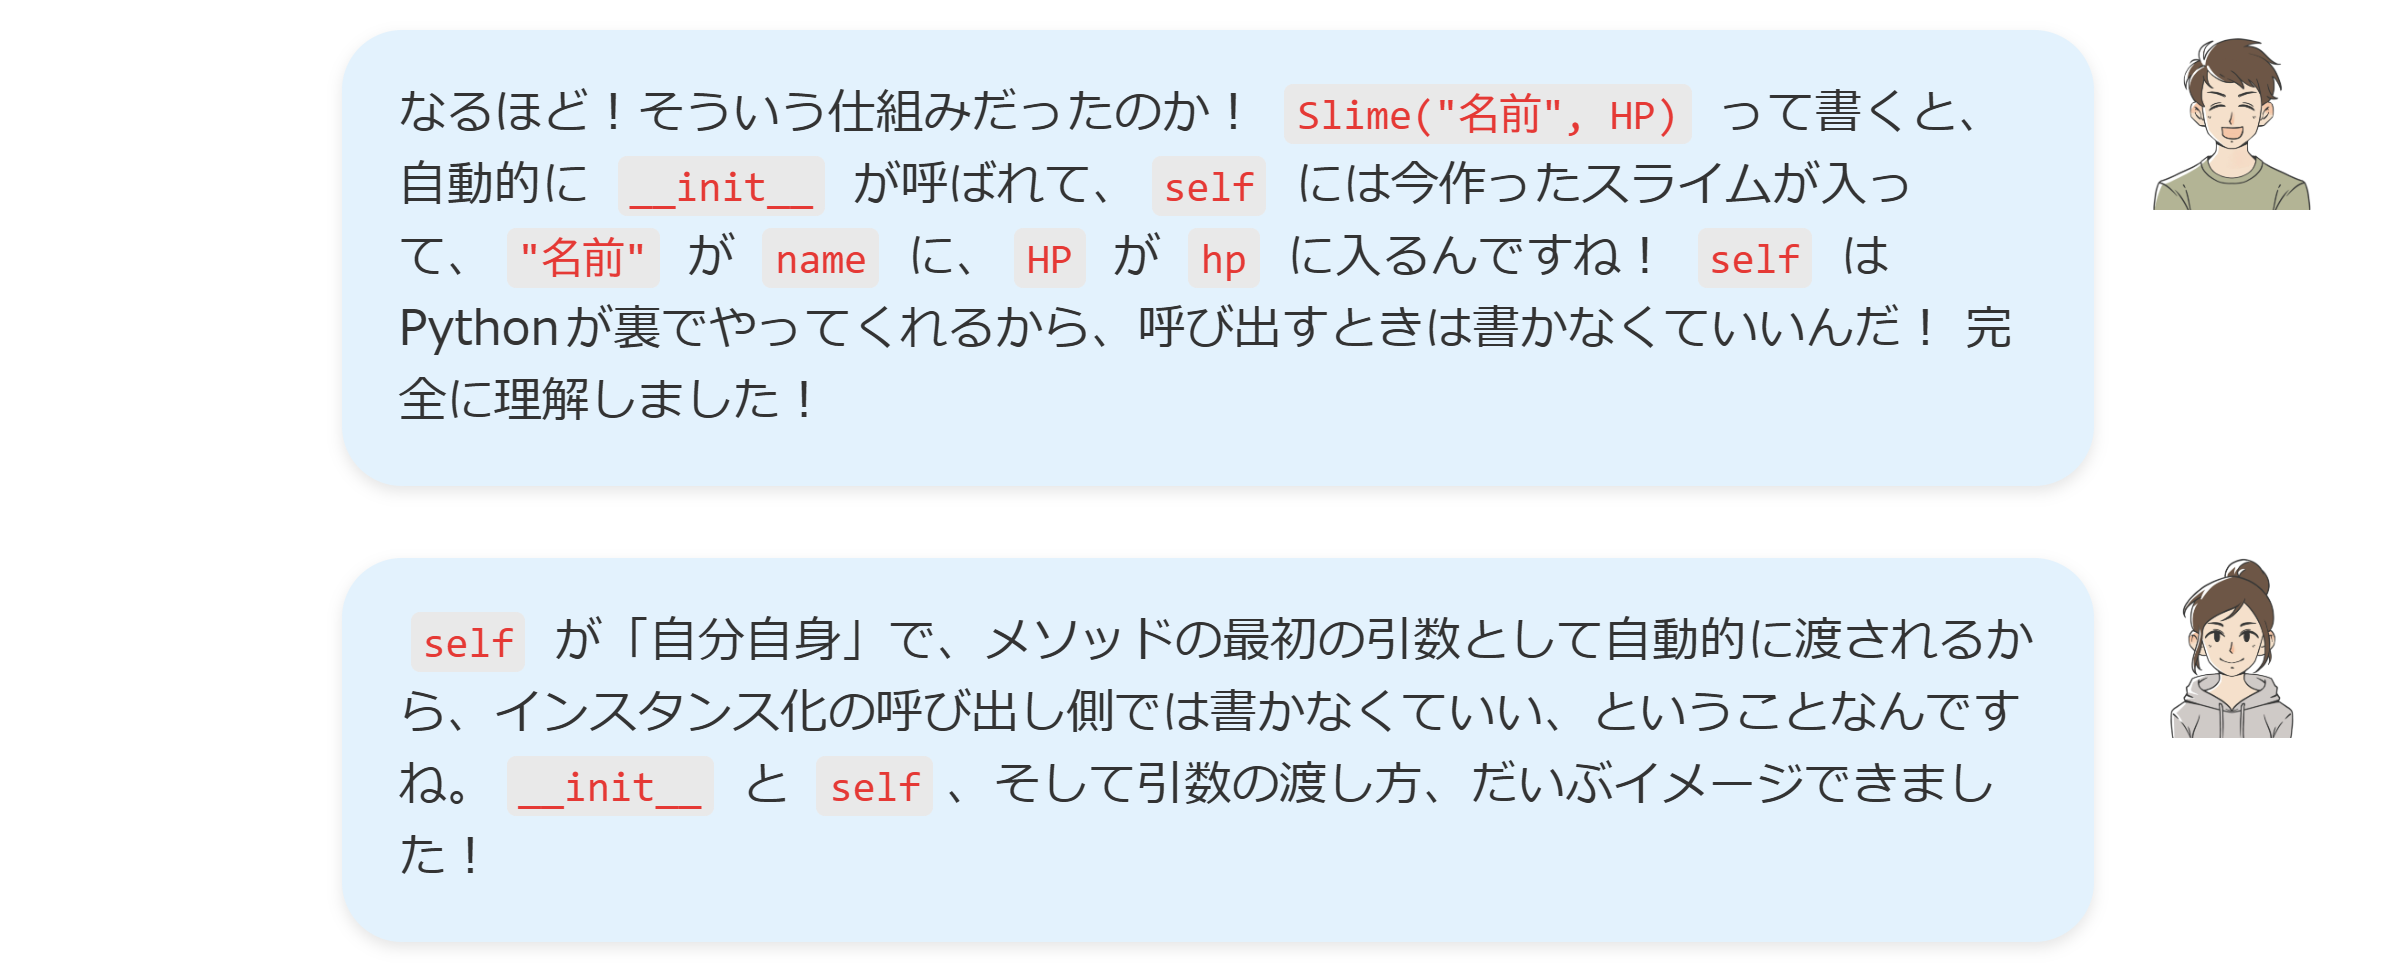 なるほど！そういう仕組みだったのか！ Slime("名前", HP) って書くと、
自動的に __init__ が呼ばれて、 self には今作ったスライムが入っ
て、 "名前" が name に、 HP が hp に入るんですね！ self は
Pythonが裏でやってくれるから、呼び出すときは書かなくていいんだ！ 完
全に理解しました！
self が「自分自身」で、メソッドの最初の引数として自動的に渡されるか
ら、インスタンス化の呼び出し側では書かなくていい、ということなんです
ね。 __init__ と self 、そして引数の渡し方、だいぶイメージできまし
た！